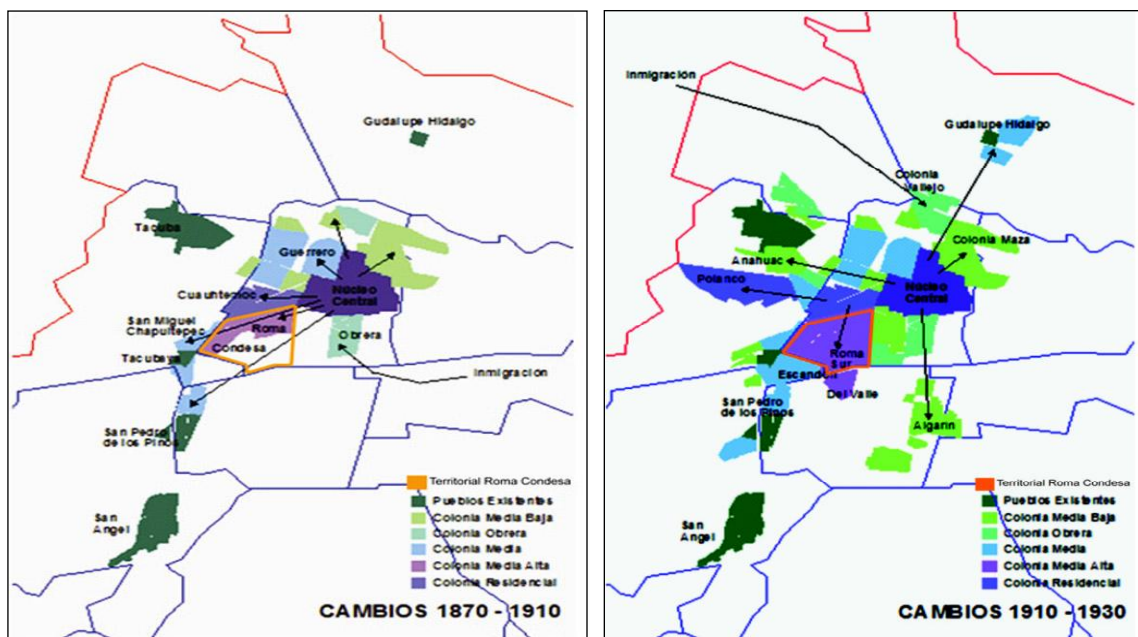 Gudalupe Hidalgo
Tacuba
Guerrero
Cuauhtemoc
Núcleo
Central
San Miguel
Chapultepec
Roma
Condesa
Obrera
Tacubaya
Inmigración
San Pedro
de los Pinos
San
Angel
Territorial Roma Condesa
Pueblos Existentes
Colonia Media Baja
Colonia Obrera
Colonia Media
Colonia Media Alta
Colonia Residencial
CAMBIOS 1870 - 1910
Inmigración
Gudalupe Hidalgo
Colonia
Vallejo
Colonia Maza
Anahuac
Polanco
Núcleo
Central
Roma
Sur
Escandón
Del Valle
San Pedro
de los Pinos
Algarin
San
Angel
Territorial Roma Condesa
Pueblos Existentes
Colonia Media Baja
Colonia Obrera
Colonia Media
Colonia Media Alta
Colonia Residencial
CAMBIOS 1910 - 1930